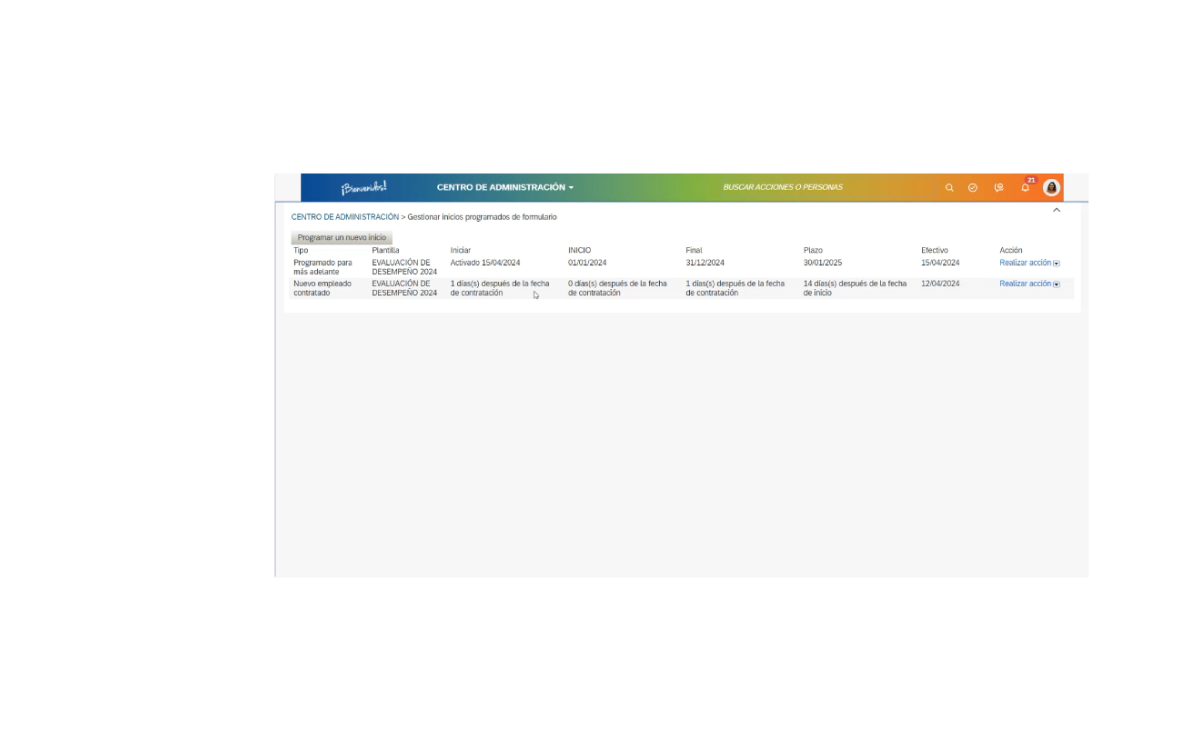 ¡Bienvenidos!
CENTRO DE ADMINISTRACIÓN
BUSCAR ACCIONES O PERSONAS
21
CENTRO DE ADMINISTRACIÓN > Gestionar inicios programados de formulario
Programar un nuevo inicio
Tipo Plantilla Iniciar INICIO Final Plazo Efectivo Acción
Programado para EVALUACIÓN DE Activado 15/04/2024 01/01/2024 31/12/2024 30/01/2025 15/04/2024 Realizar acción
más adelante DESEMPEÑO 2024
Nuevo empleado EVALUACIÓN DE 1 días(s) después de la fecha 0 días(s) después de la fecha 1 días(s) después de la fecha 14 días(s) después de la fecha 12/04/2024 Realizar acción
contratado DESEMPEÑO 2024 de contratación de contratación de contratación de inicio